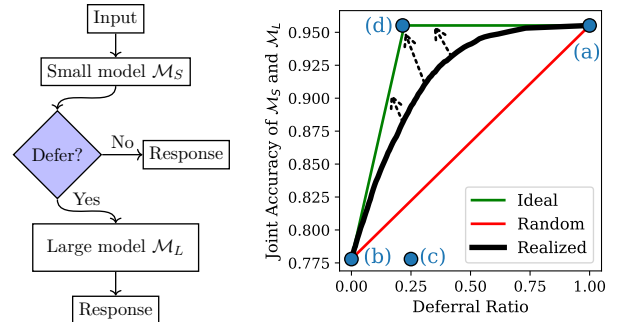 Input
Small model M_S
Defer?
No
Response
Yes
Large model M_L
Response
Joint Accuracy of M_S and M_L
0.950
0.925
0.900
0.875
0.850
0.825
0.800
0.775
(d)
(a)
(b)
(c)
Ideal
Random
Realized
0.00
0.25
0.50
0.75
1.00
Deferral Ratio